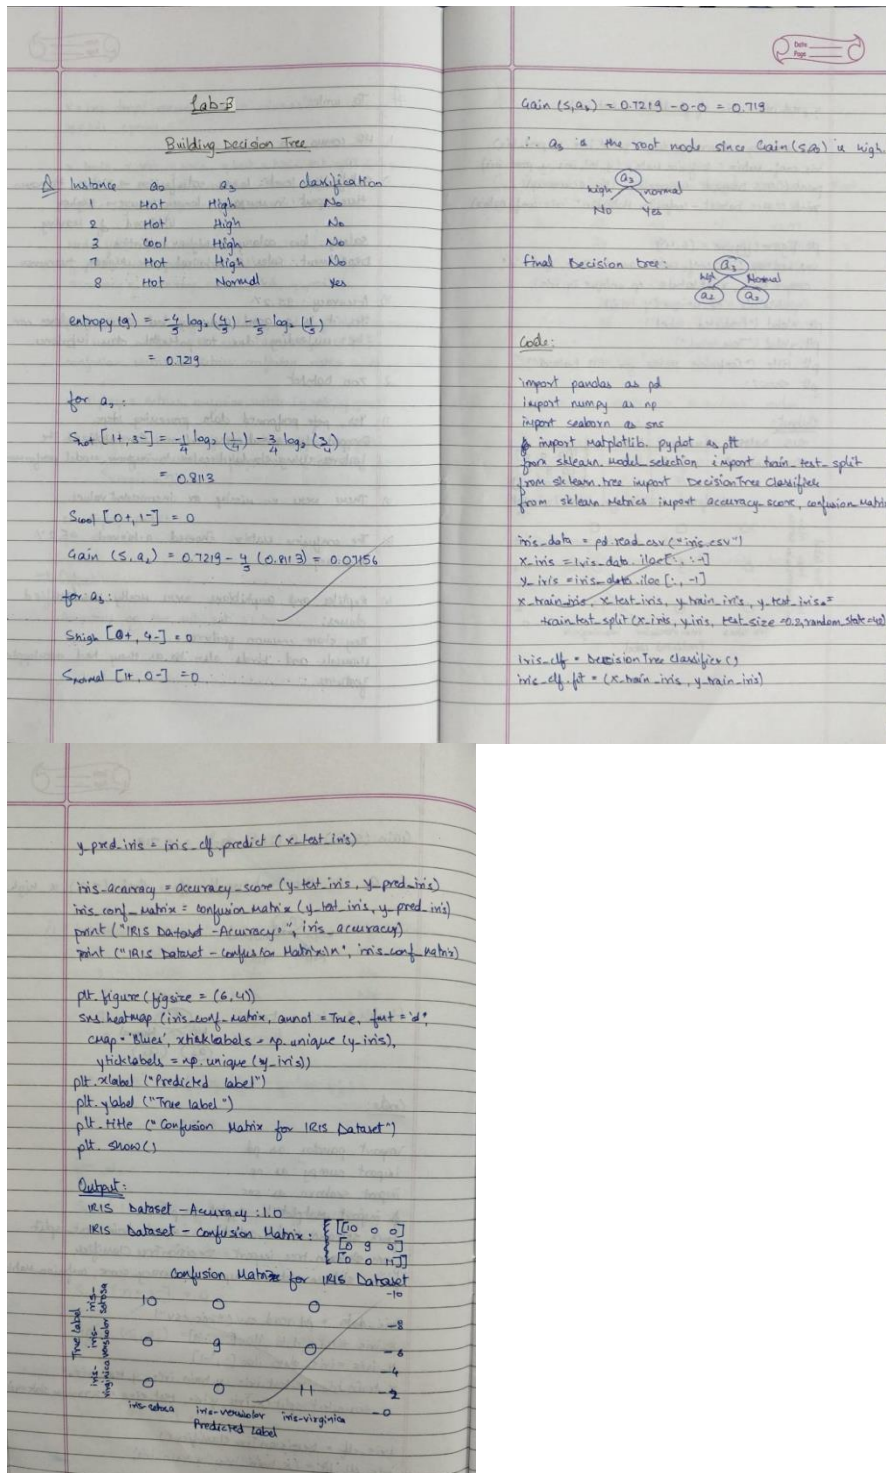 Lab-3
Building Decision Tree
Q Instance a2 a3 classification
1 Hot High No
2 Hot High No
3 cool High No
7 Hot High No
8 Hot Normal Yes
entropy(g) = -4/5 log2 (4/5) - 1/5 log2 (1/5)
= 0.7219
for a2:
Shot [1+, 3-] = -1/4 log2 (1/4) - 3/4 log2 (3/4)
= 0.8113
Scool [0+, 1-] = 0
Gain (S, a2) = 0.7219 - 4/5 (0.8113) = 0.07156
for a3:
Shigh [0+, 4-] = 0
Snormal [1+, 0-] = 0
Date
Page
Gain (S, a3) = 0.7219 - 0 - 0 = 0.719
∴ a3 is the root node since Gain(S,a3) is high.
a3
high normal
No Yes
Final Decision tree: a3
high Normal
a2 a2
Code:
import pandas as pd
import numpy as np
import seaborn as sns
import matplotlib.pyplot as plt
from sklearn.model_selection import train_test_split
from sklearn.tree import DecisionTreeClassifier
from sklearn.metrics import accuracy_score, confusion_matrix
iris_data = pd.read_csv("iris.csv")
x_iris = iris_data.iloc[:, :-1]
y_iris = iris_data.iloc[:, -1]
x_train_iris, x_test_iris, y_train_iris, y_test_iris =
train_test_split (x_iris, y_iris, test_size=0.2, random_state=42)
iris_clf = DecisionTreeClassifier()
iris_clf.fit = (x_train_iris, y_train_iris)
y_pred_iris = iris_clf.predict (x_test_iris)
iris_accuracy = accuracy_score (y_test_iris, y_pred_iris)
iris_conf_matrix = confusion_matrix (y_test_iris, y_pred_iris)
print ("IRIS Dataset - Accuracy:", iris_accuracy)
print ("IRIS Dataset - Confusion Matrix:\n", iris_conf_matrix)
plt.figure(figsize = (6,4))
sns.heatmap (iris_conf_matrix, annot = True, fmt = 'd',
cmap = 'Blues', xticklabels = np.unique (y_iris),
yticklabels = np.unique (y_iris))
plt.xlabel ("Predicted label")
plt.ylabel ("True label")
plt.title ("Confusion Matrix for IRIS Dataset")
plt.show()
Output:
IRIS Dataset - Accuracy : 1.0
IRIS Dataset - Confusion Matrix : [[10 0 0]
[0 9 0]
[0 0 11]]
Confusion Matrix for IRIS Dataset
True label
iris-setosa 10 0 0
iris-versicolor 0 9 0
iris-virginica 0 0 11
-10
-8
-6
-4
-2
-0
iris-setosa iris-versicolor iris-virginica
Predicted Label